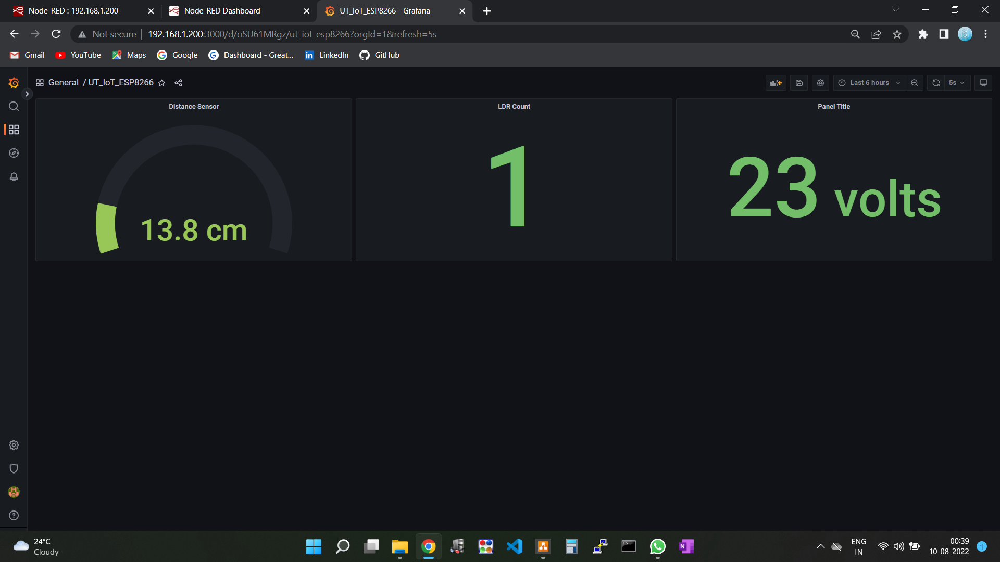 Node-RED : 192.168.1.200
Node-RED Dashboard
UT_IoT_ESP8266 - Grafana
Not secure
192.168.1.200:3000/d/oSU61MRgz/ut_iot_esp8266?orgId=1&refresh=5s
Gmail
YouTube
Maps
Google
Dashboard - Great...
LinkedIn
GitHub
General / UT_IoT_ESP8266
Last 6 hours
5s
Distance Sensor
LDR Count
Panel Title
13.8 cm
1
23 volts
24°C
Cloudy
ENG
IN
00:39
10-08-2022
1